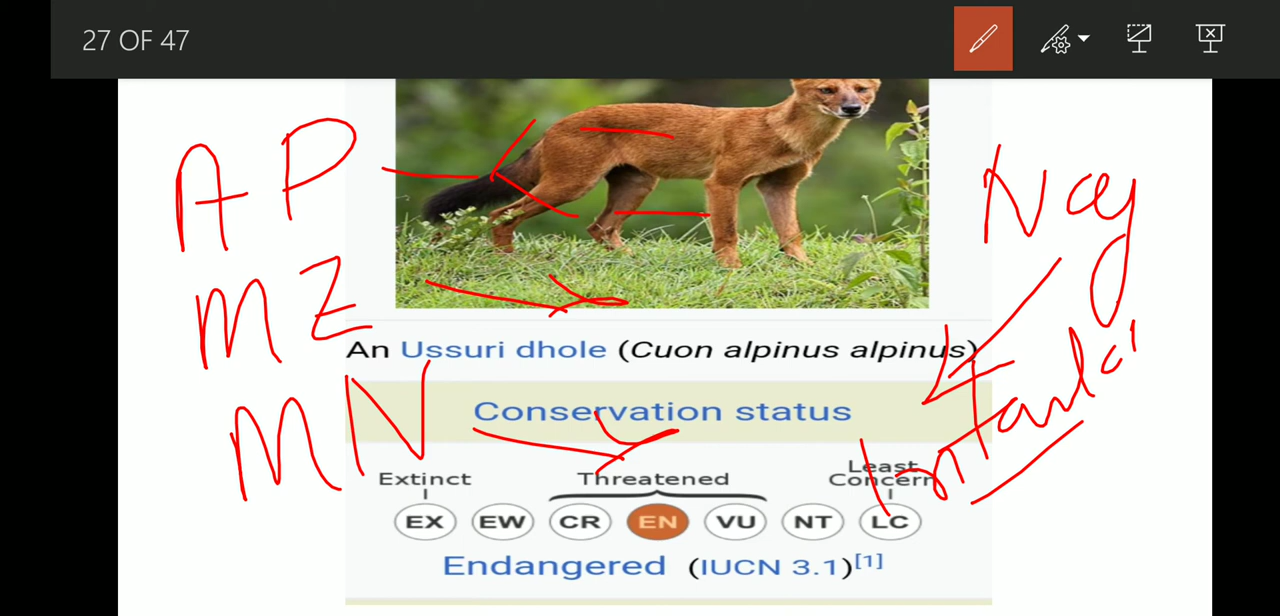 27 OF 47
AP
MZ
MN
Nag
An Ussuri dhole (Cuon alpinus alpinus)
Conservation status
Extinct
Threatened
Least
Concern
EX EW CR EN VU NT LC
Endangered (IUCN 3.1)[1]